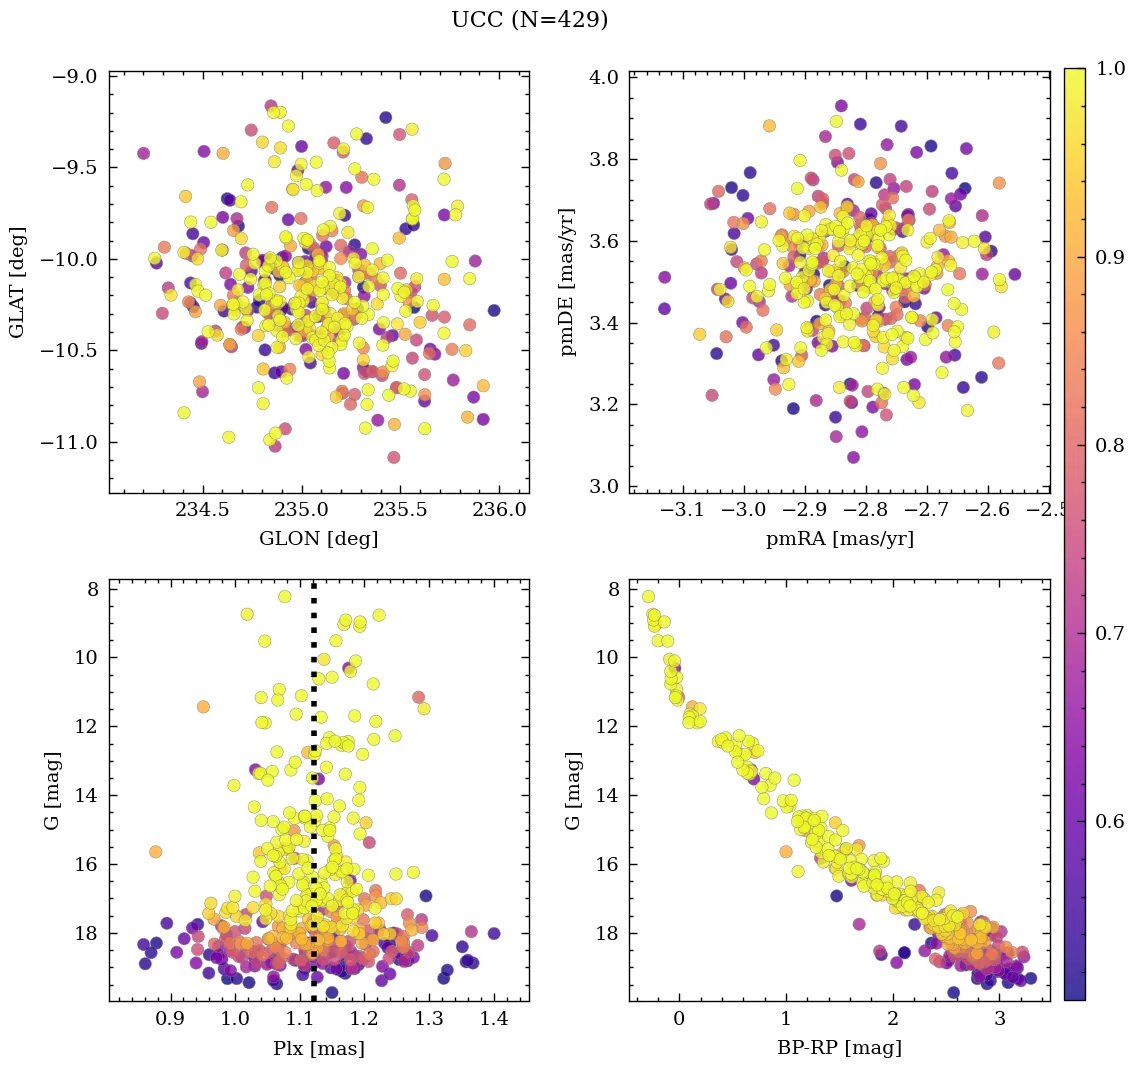 UCC (N=429)
−9.0
−9.5
−10.0
−10.5
−11.0
GLAT [deg]
234.5 235.0 235.5 236.0
GLON [deg]
4.0
3.8
3.6
3.4
3.2
3.0
pmDE [mas/yr]
−3.1 −3.0 −2.9 −2.8 −2.7 −2.6 −2.5
pmRA [mas/yr]
8
10
12
14
16
18
G [mag]
0.9 1.0 1.1 1.2 1.3 1.4
Plx [mas]
8
10
12
14
16
18
G [mag]
0 1 2 3
BP-RP [mag]
1.0
0.9
0.8
0.7
0.6